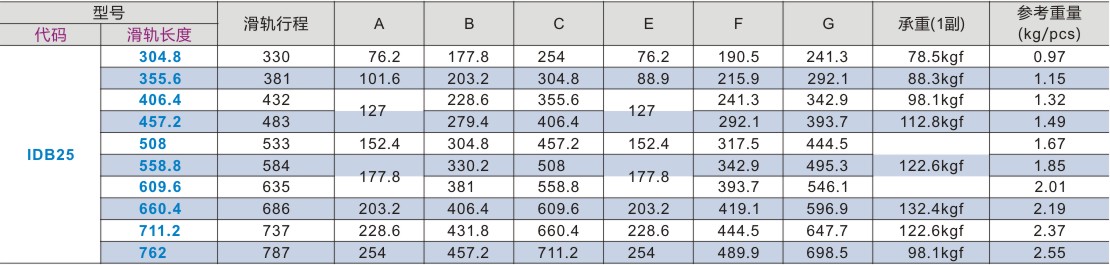 型号 滑轨行程 A B C E F G 承重(1副) 参考重量
(kg/pcs)
代码 滑轨长度
304.8 330 76.2 177.8 254 76.2 190.5 241.3 78.5kgf 0.97
355.6 381 101.6 203.2 304.8 88.9 215.9 292.1 88.3kgf 1.15
406.4 432 127 228.6 355.6 127 241.3 342.9 98.1kgf 1.32
457.2 483 279.4 406.4 292.1 393.7 112.8kgf 1.49
508 533 152.4 304.8 457.2 152.4 317.5 444.5 1.67
IDB25 558.8 584 177.8 330.2 508 177.8 342.9 495.3 122.6kgf 1.85
609.6 635 381 558.8 393.7 546.1 2.01
660.4 686 203.2 406.4 609.6 203.2 419.1 596.9 132.4kgf 2.19
711.2 737 228.6 431.8 660.4 228.6 444.5 647.7 122.6kgf 2.37
762 787 254 457.2 711.2 254 489.9 698.5 98.1kgf 2.55